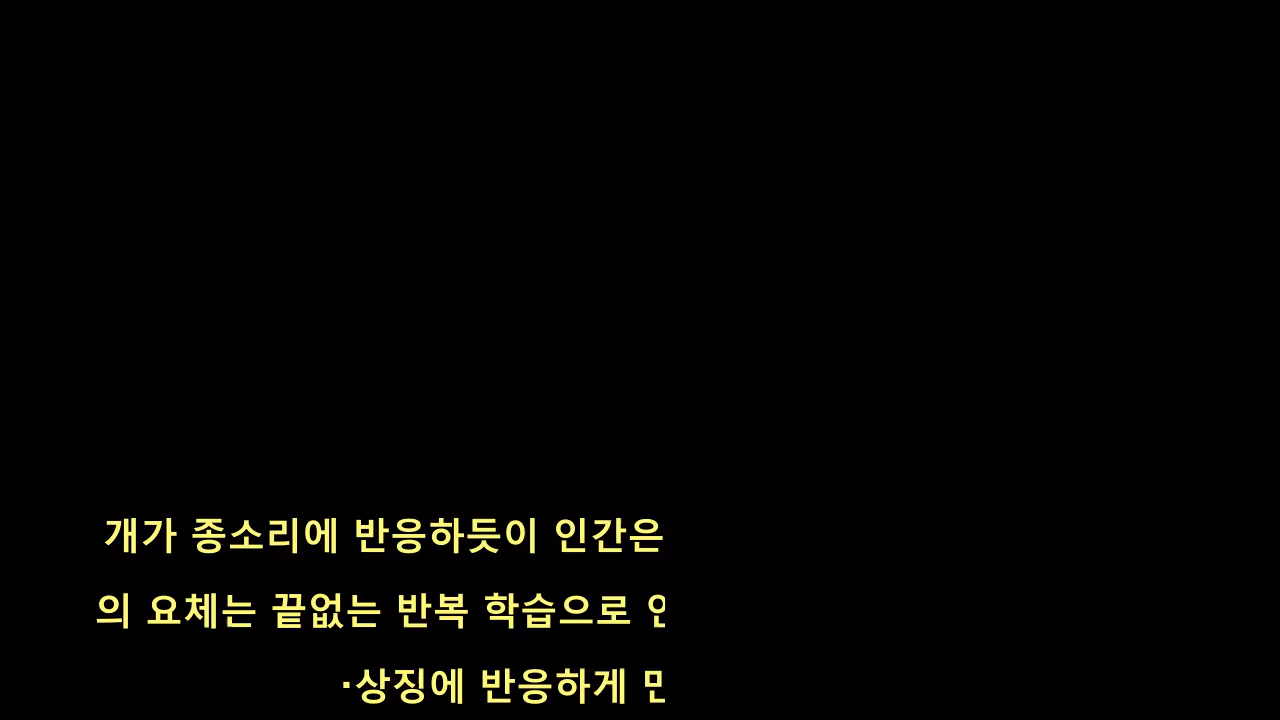 개가 종소리에 반응하듯이 인간은
의 요체는 끝없는 반복 학습으로
·상징에 반응하게